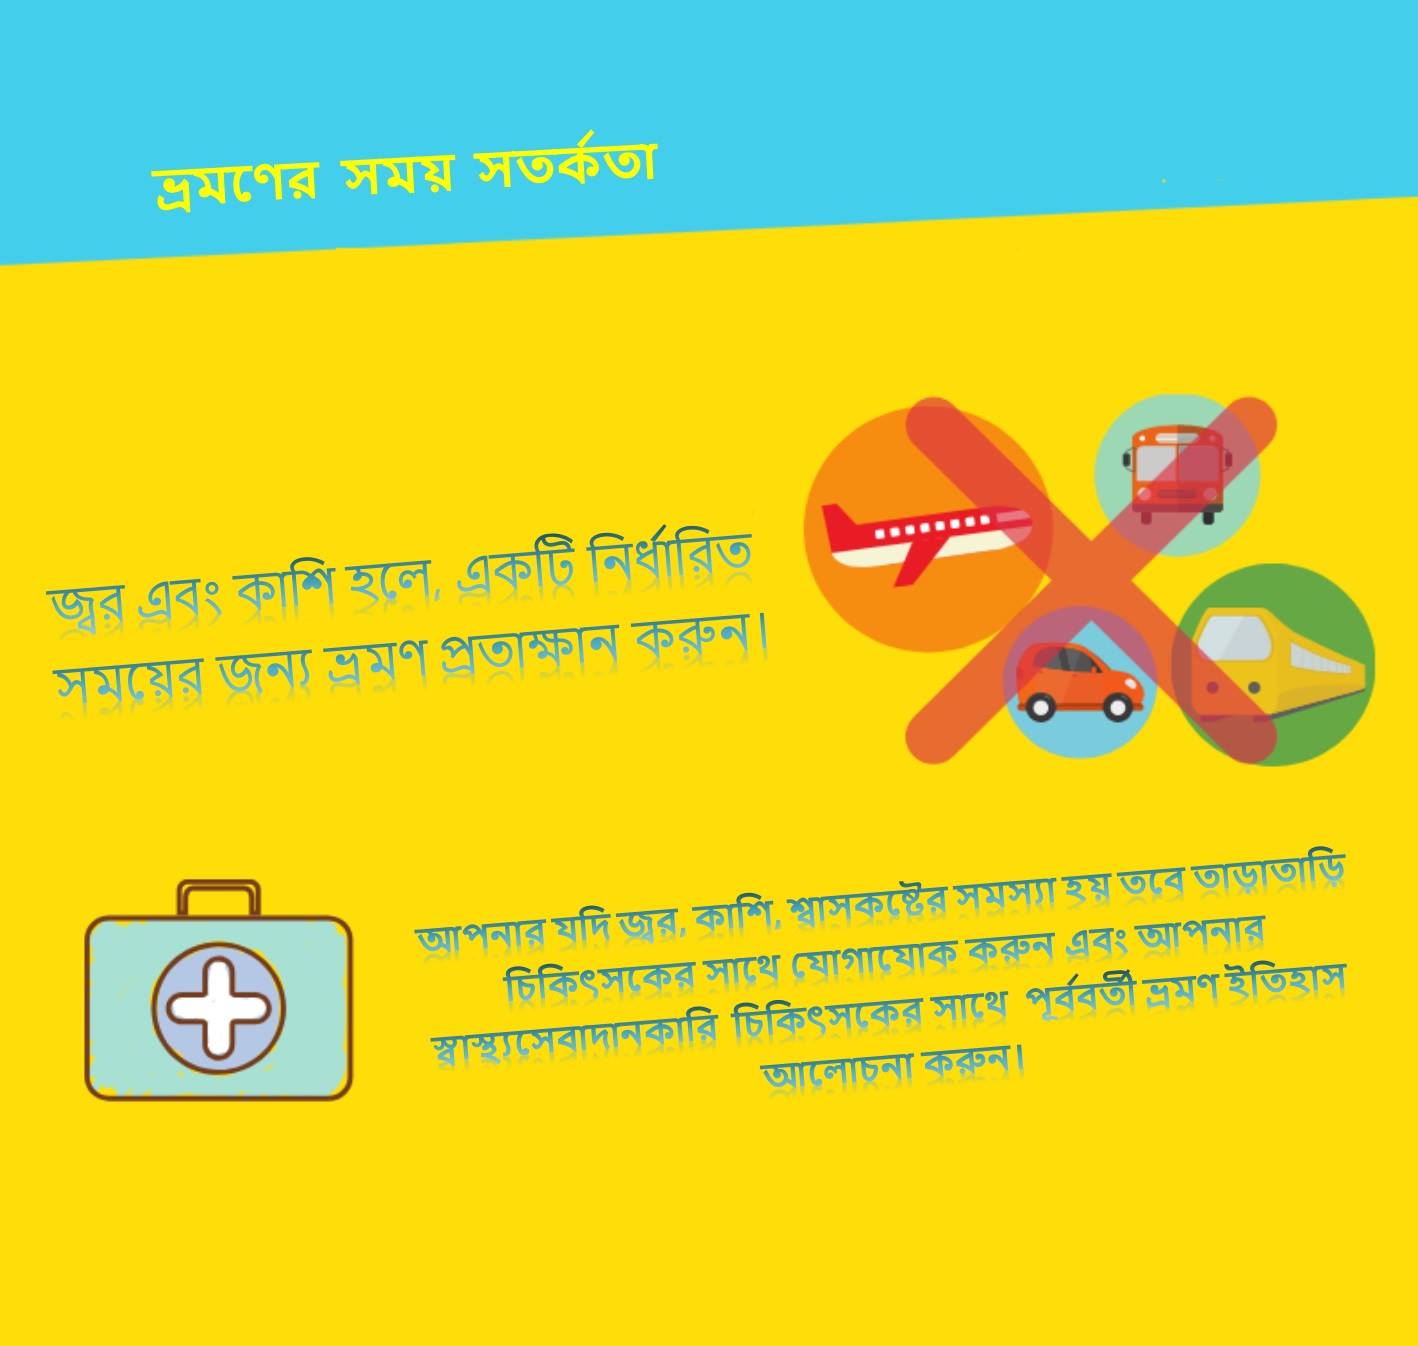 ভ্রমণের সময় সতর্কতা
জ্বর এবং কাশি হলে, একটি নির্ধারিত
সময়ের জন্য ভ্রমণ প্রতাক্ষান করুন।
আপনার যদি জ্বর, কাশি, শ্বাসকষ্টের সমস্যা হয় তবে তাড়াতাড়ি
চিকিৎসকের সাথে যোগাযোক করুন এবং আপনার
স্বাস্থ্যসেবাদানকারি চিকিৎসকের সাথে পূর্ববর্তী ভ্রমণ ইতিহাস
আলোচনা করুন।